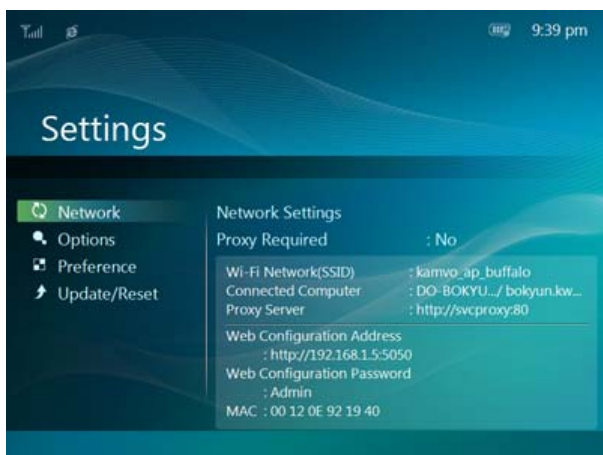 9:39 pm
Settings
Network
Options
Preference
Update/Reset
Network Settings
Proxy Required : No
Wi-Fi Network(SSID) : kamvo_ap_buffalo
Connected Computer : DO-BOKYU.../ bokyun.kw...
Proxy Server : http://svcproxy:80
Web Configuration Address
: http://192.168.1.5:5050
Web Configuration Password
: Admin
MAC : 00 12 0E 92 19 40